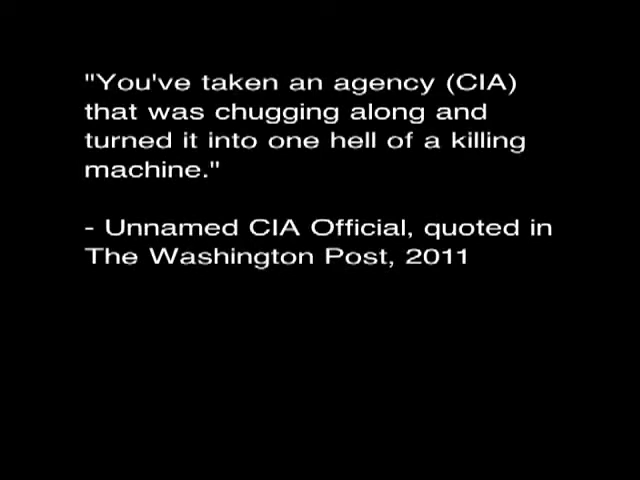 "You've taken an agency (CIA)
that was chugging along and
turned it into one hell of a killing
machine."
- Unnamed CIA Official, quoted in
The Washington Post, 2011